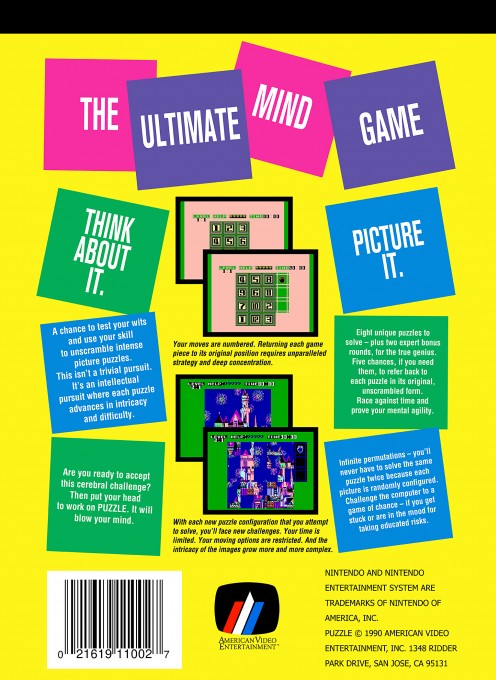 THE
ULTIMATE
MIND
GAME
THINK
ABOUT
IT.
PICTURE
IT.
A chance to test your wits
and use your skill
to unscramble intense
picture puzzles.
This isn't a trivial pursuit.
It's an intellectual
pursuit where each puzzle
advances in intricacy
and difficulty.
Your moves are numbered. Returning each game
piece to its original position requires unparalleled
strategy and deep concentration.
Eight unique puzzles to
solve – plus two expert bonus
rounds, for the true genius.
Five chances, if you need
them, to refer back to
each puzzle in its original,
unscrambled form.
Race against time and
prove your mental agility.
Are you ready to accept
this cerebral challenge?
Then put your head
to work on PUZZLE. It will
blow your mind.
With each new puzzle configuration that you attempt
to solve, you'll face new challenges. Your time is
limited. Your moving options are restricted. And the
intricacy of the images grow more and more complex.
Infinite permutations – you'll
never have to solve the same
puzzle twice because each
picture is randomly configured.
Challenge the computer to a
game of chance – if you get
stuck or are in the mood for
taking educated risks.
0 21619 11002 7
AMERICAN VIDEO
ENTERTAINMENT™
NINTENDO AND NINTENDO
ENTERTAINMENT SYSTEM ARE
TRADEMARKS OF NINTENDO OF
AMERICA, INC.
PUZZLE © 1990 AMERICAN VIDEO
ENTERTAINMENT, INC. 1348 RIDDER
PARK DRIVE, SAN JOSE, CA 95131